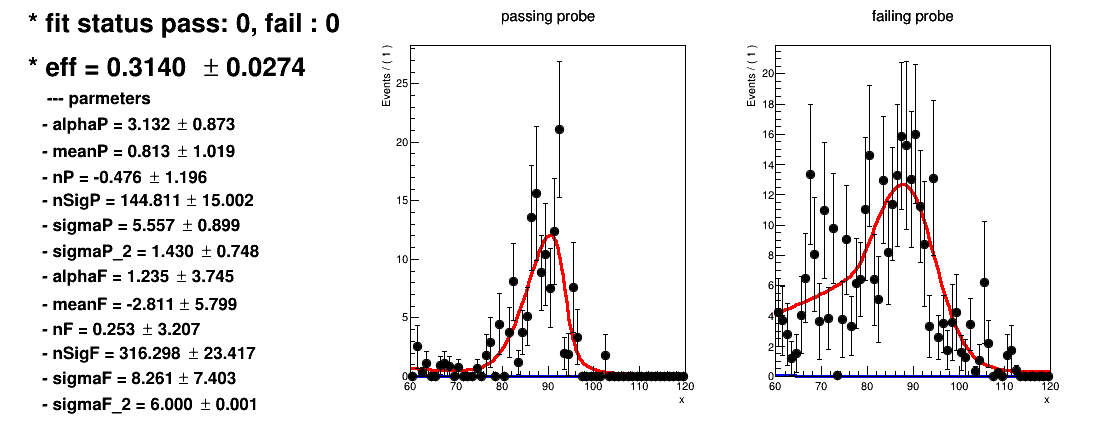 * fit status pass: 0, fail : 0
* eff = 0.3140 ± 0.0274
--- parmeters
- alphaP = 3.132 ± 0.873
- meanP = 0.813 ± 1.019
- nP = -0.476 ± 1.196
- nSigP = 144.811 ± 15.002
- sigmaP = 5.557 ± 0.899
- sigmaP_2 = 1.430 ± 0.748
- alphaF = 1.235 ± 3.745
- meanF = -2.811 ± 5.799
- nF = 0.253 ± 3.207
- nSigF = 316.298 ± 23.417
- sigmaF = 8.261 ± 7.403
- sigmaF_2 = 6.000 ± 0.001
passing probe
Events / ( 1 )
25
20
15
10
5
0
60 70 80 90 100 110 120
x
failing probe
Events / ( 1 )
20
18
16
14
12
10
8
6
4
2
0
60 70 80 90 100 110 120
x